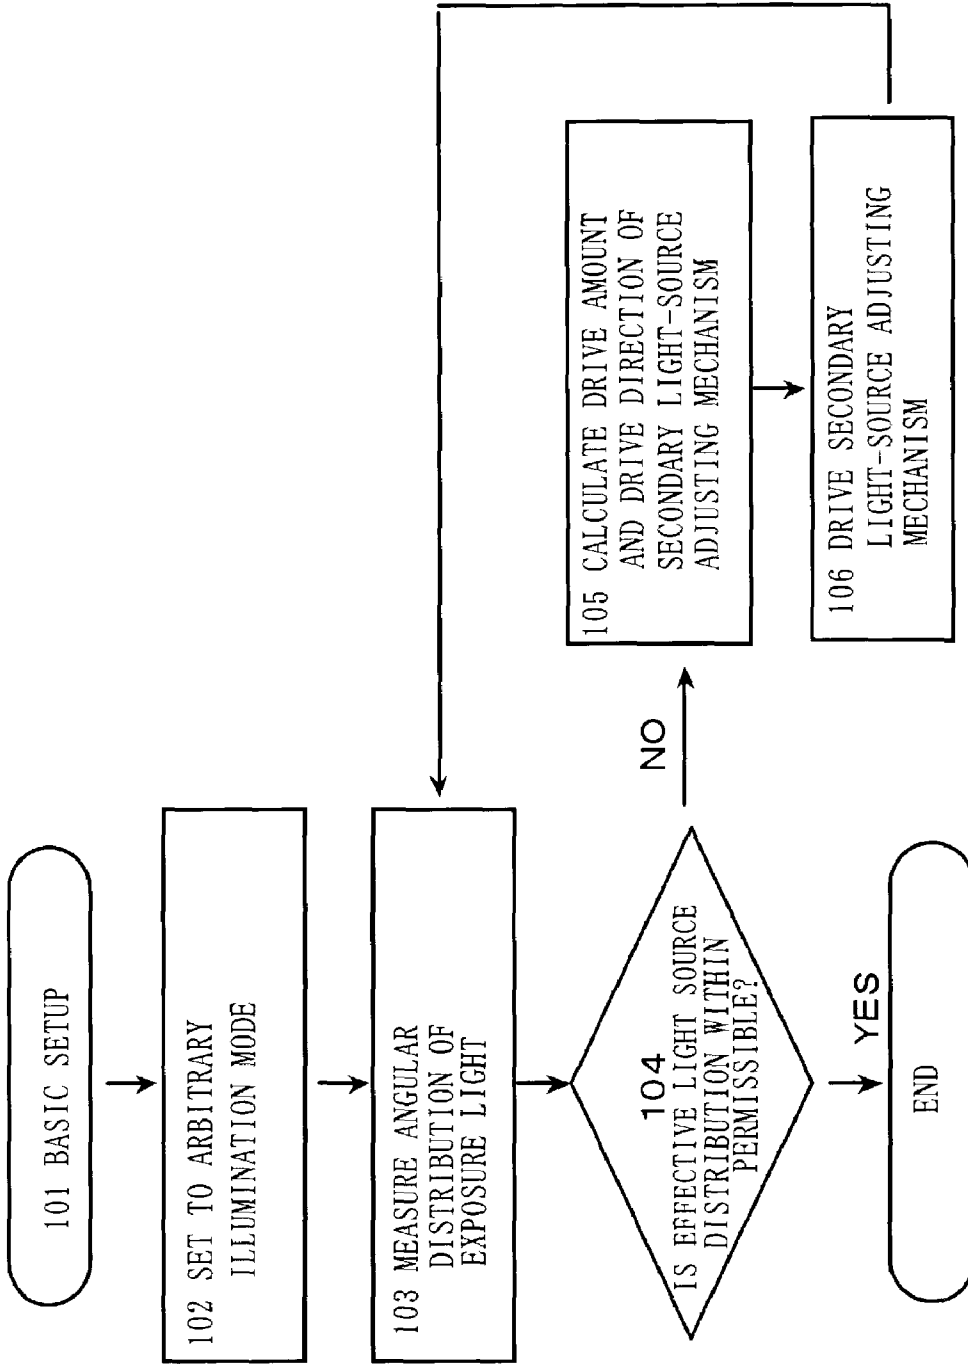 101 BASIC SETUP
102 SET TO ARBITRARY
ILLUMINATION MODE
103 MEASURE ANGULAR
DISTRIBUTION OF
EXPOSURE LIGHT
104
IS EFFECTIVE LIGHT SOURCE
DISTRIBUTION WITHIN
PERMISSIBLE?
NO
105 CALCULATE DRIVE AMOUNT
AND DRIVE DIRECTION OF
SECONDARY LIGHT-SOURCE
ADJUSTING MECHANISM
106 DRIVE SECONDARY
LIGHT-SOURCE ADJUSTING
MECHANISM
YES
END